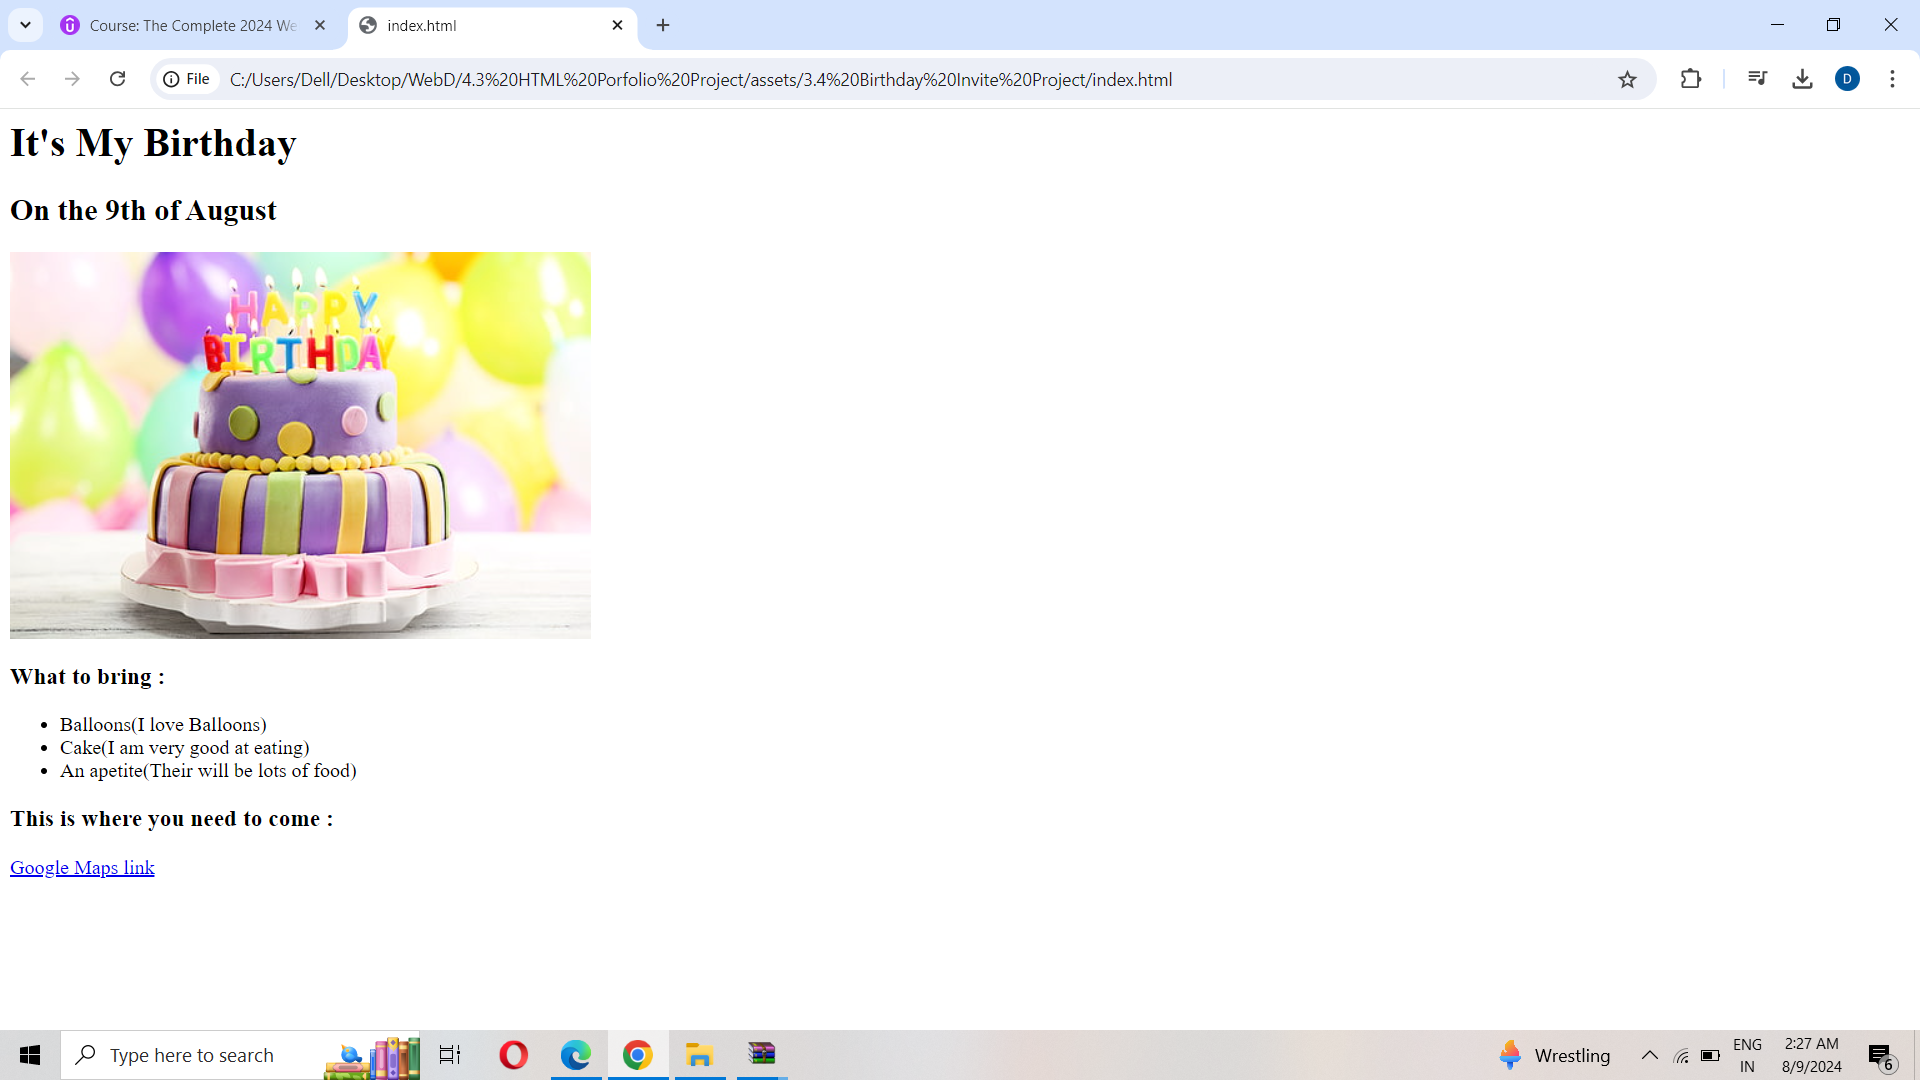 Course: The Complete 2024 We
index.html
File
C:/Users/Dell/Desktop/WebD/4.3%20HTML%20Porfolio%20Project/assets/3.4%20Birthday%20Invite%20Project/index.html
D
It's My Birthday
On the 9th of August
HAPPY
BIRTHDAY
What to bring :
Balloons(I love Balloons)
Cake(I am very good at eating)
An apetite(Their will be lots of food)
This is where you need to come :
Google Maps link
Type here to search
Wrestling
ENG
IN
2:27 AM
8/9/2024
6